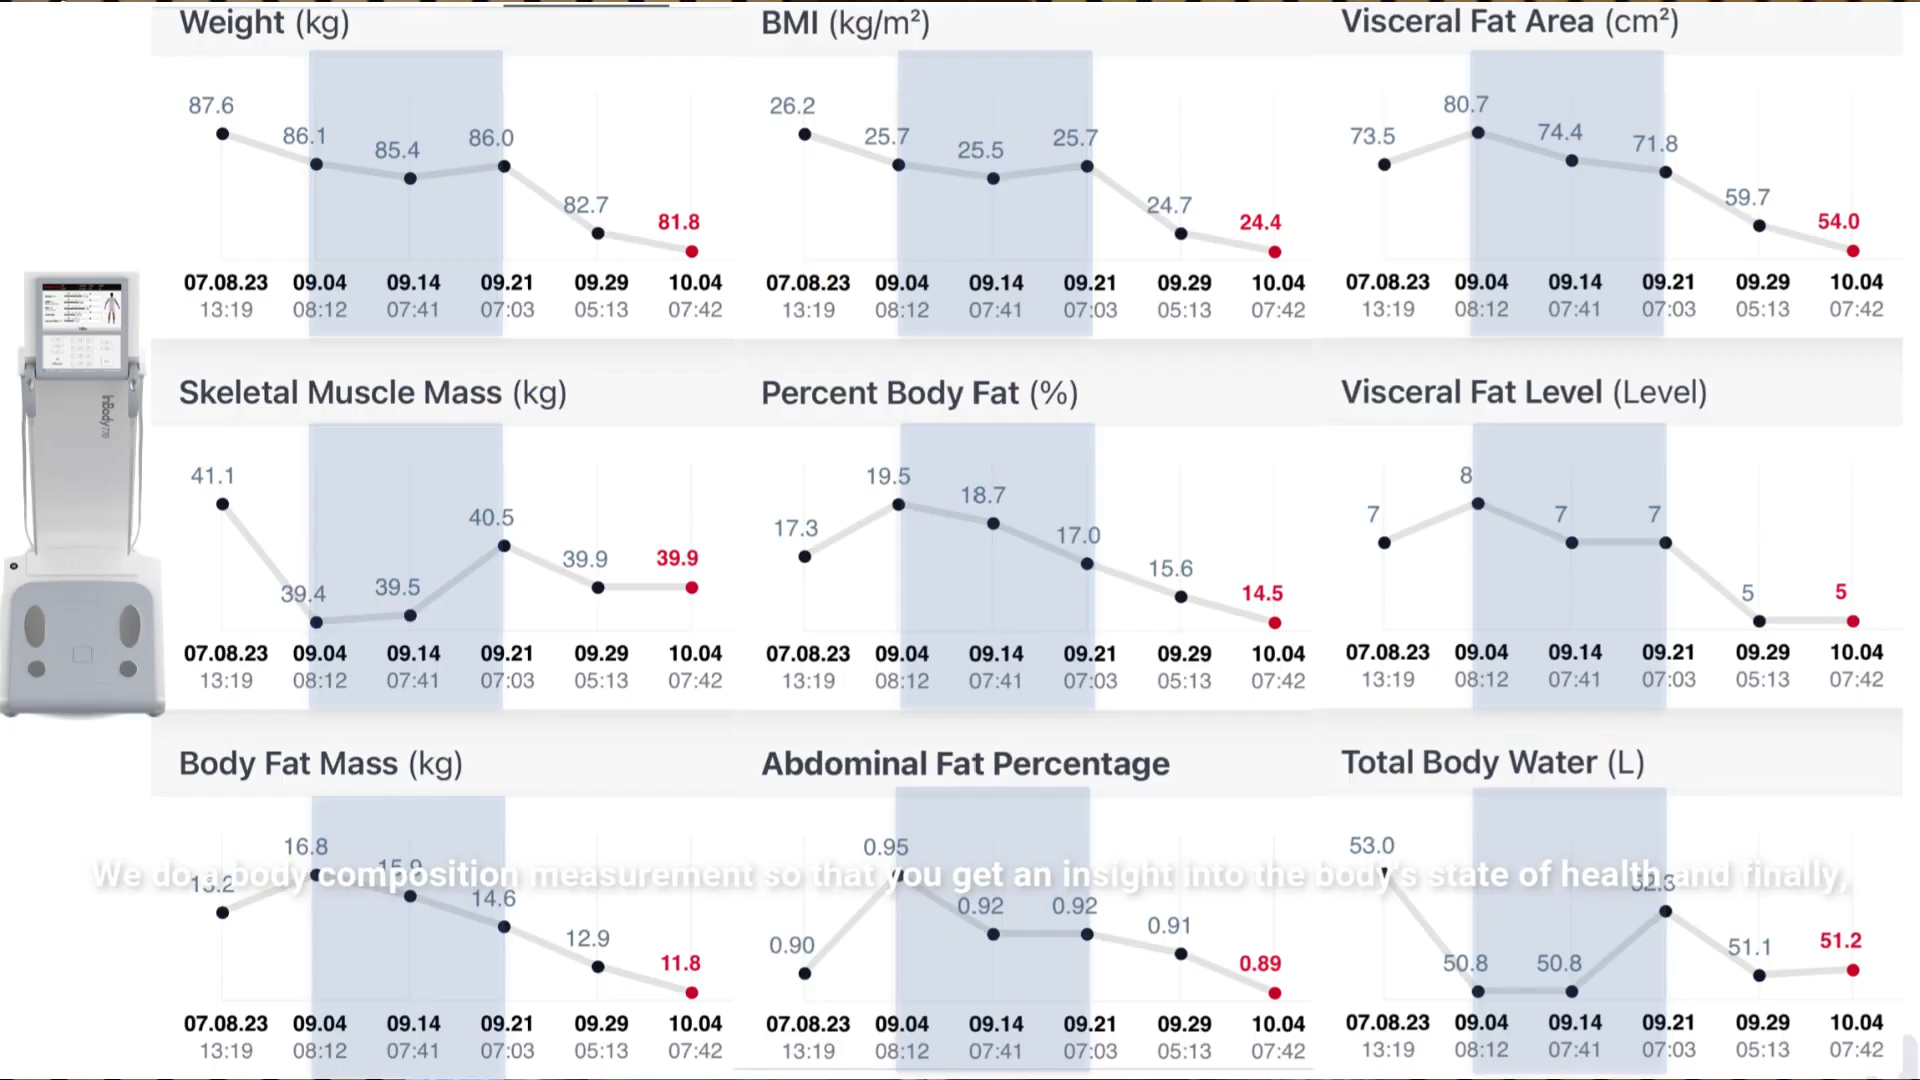 Weight (kg)
87.6
86.1
85.4
86.0
82.7
81.8
07.08.23 09.04 09.14 09.21 09.29 10.04
13:19 08:12 07:41 07:03 05:13 07:42
BMI (kg/m²)
26.2
25.7
25.5
25.7
24.7
24.4
07.08.23 09.04 09.14 09.21 09.29 10.04
13:19 08:12 07:41 07:03 05:13 07:42
Visceral Fat Area (cm²)
73.5
80.7
74.4
71.8
59.7
54.0
07.08.23 09.04 09.14 09.21 09.29 10.04
13:19 08:12 07:41 07:03 05:13 07:42
InBody770
Skeletal Muscle Mass (kg)
41.1
39.4
39.5
40.5
39.9
39.9
07.08.23 09.04 09.14 09.21 09.29 10.04
13:19 08:12 07:41 07:03 05:13 07:42
Percent Body Fat (%)
17.3
19.5
18.7
17.0
15.6
14.5
07.08.23 09.04 09.14 09.21 09.29 10.04
13:19 08:12 07:41 07:03 05:13 07:42
Visceral Fat Level (Level)
7
8
7
7
5
5
07.08.23 09.04 09.14 09.21 09.29 10.04
13:19 08:12 07:41 07:03 05:13 07:42
Body Fat Mass (kg)
15.2
16.8
15.9
14.6
12.9
11.8
07.08.23 09.04 09.14 09.21 09.29 10.04
13:19 08:12 07:41 07:03 05:13 07:42
Abdominal Fat Percentage
0.90
0.95
0.92
0.92
0.91
0.89
07.08.23 09.04 09.14 09.21 09.29 10.04
13:19 08:12 07:41 07:03 05:13 07:42
Total Body Water (L)
53.0
50.8
50.8
52.3
51.1
51.2
07.08.23 09.04 09.14 09.21 09.29 10.04
13:19 08:12 07:41 07:03 05:13 07:42
We do a body composition measurement so that you get an insight into the body's state of health and finally,